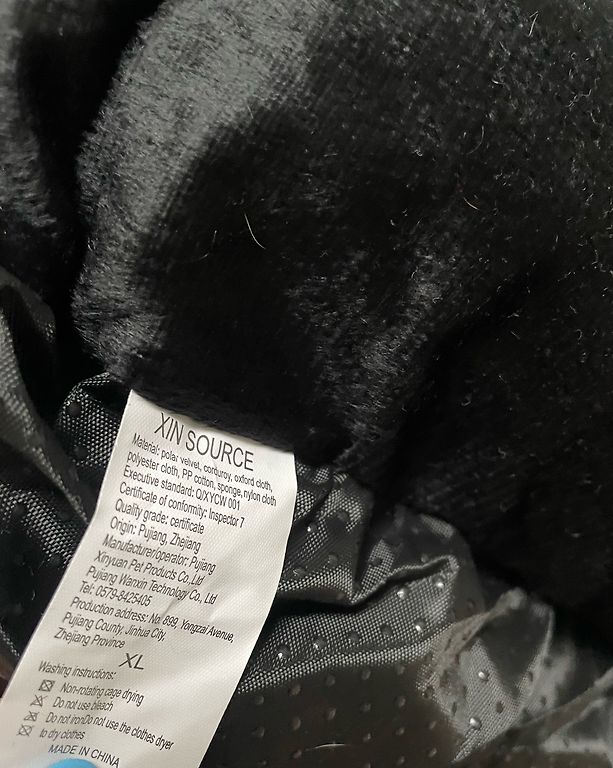 XIN SOURCE
Material: polar velvet, corduroy, oxford cloth,
polyester cloth, PP cotton, sponge, nylon cloth
Executive standard: Q/XYCW 001
Certificate of conformity: Inspector 7
Quality grade: certificate
Origin: Pujiang, Zhejiang
Manufacturer/operator: Pujiang
Xinyuan Pet Products Co,Ltd
Pujiang Wanxin Technology Co,Ltd
Tel: 0579-8425405
Production address: No. 899, Yongzai Avenue,
Pujiang County, Jinhua City,
Zhejiang Province
XL
Washing instructions:
Non-rotating cage drying
Do not use bleach
Do not ironDo not use the clothes dryer
to dry clothes
MADE IN CHINA